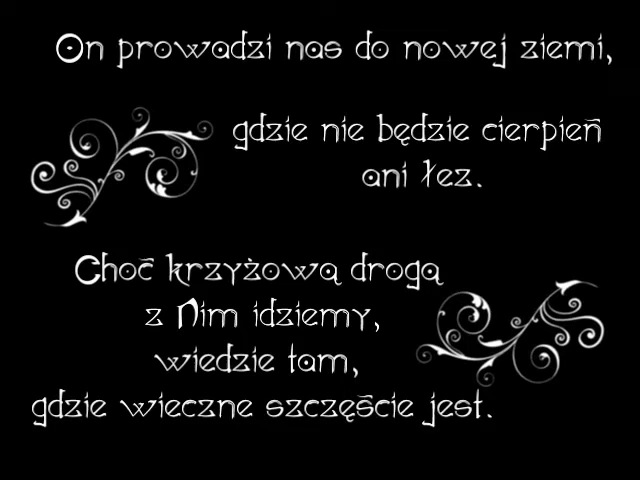 On prowadzi nas do nowej ziemi,
gdzie nie będzie cierpień
ani łez.
Choć krzyżową drogą
z Nim idziemy,
wiedzie tam,
gdzie wieczne szczęście jest.